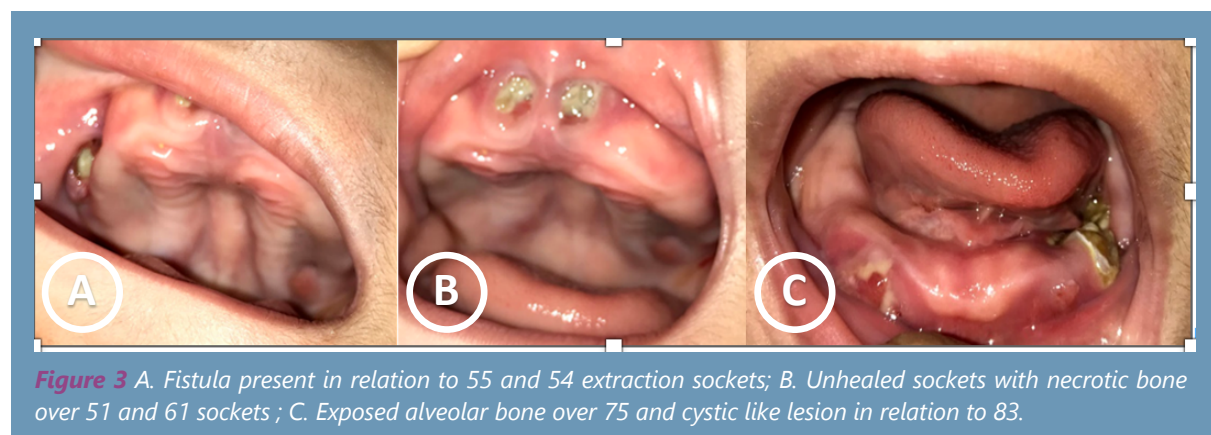 A
B
C
Figure 3 A. Fistula present in relation to 55 and 54 extraction sockets; B. Unhealed sockets with necrotic bone
over 51 and 61 sockets ; C. Exposed alveolar bone over 75 and cystic like lesion in relation to 83.